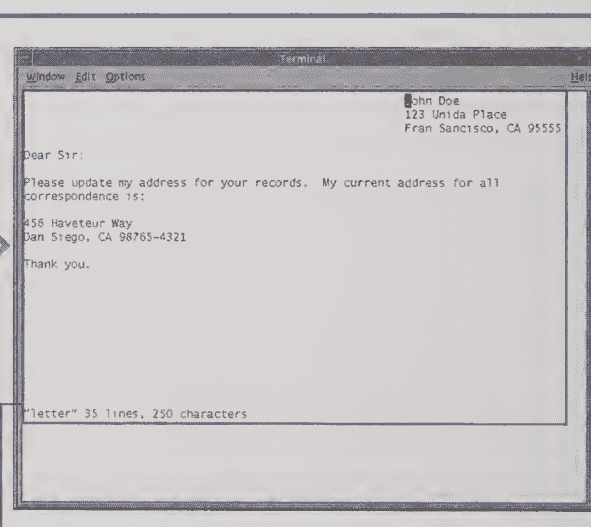 Terminal
Window Edit Options Help
John Doe
123 Unida Place
Fran Sancisco, CA 95555
Dear Sir:
Please update my address for your records. My current address for all
correspondence is:
456 Haveteur Way
Dan Siego, CA 98765-4321
Thank you.
"letter" 35 lines, 250 characters